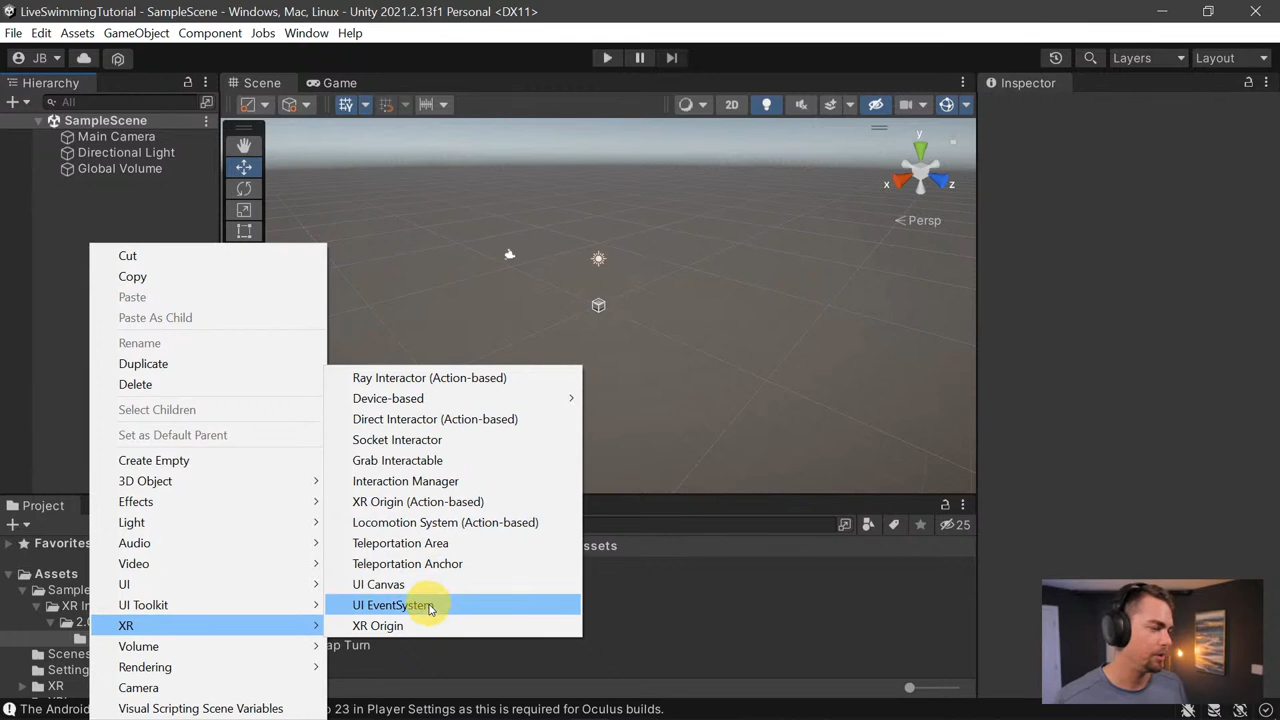 LiveSwimmingTutorial - SampleScene - Windows, Mac, Linux - Unity 2021.2.13f1 Personal <DX11>
File Edit Assets GameObject Component Jobs Window Help
JB Layers Layout
Hierarchy Scene Game Inspector
All 2D
SampleScene
Main Camera
Directional Light
Global Volume
y
x z
Persp
Cut
Copy
Paste
Paste As Child
Rename
Duplicate
Delete
Select Children
Set as Default Parent
Create Empty
3D Object
Effects
Light
Audio
Video
UI
UI Toolkit
XR
Volume
Rendering
Camera
Visual Scripting Scene Variables
Ray Interactor (Action-based)
Device-based
Direct Interactor (Action-based)
Socket Interactor
Grab Interactable
Interaction Manager
XR Origin (Action-based)
Locomotion System (Action-based)
Teleportation Area
Teleportation Anchor
UI Canvas
UI EventSystem
XR Origin
Project
25
Favorites
Assets
Sample
XR In
2.0
Scenes
Setting
XR
ssets
ap Turn
The Android
o 23 in Player Settings as this is required for Oculus builds.